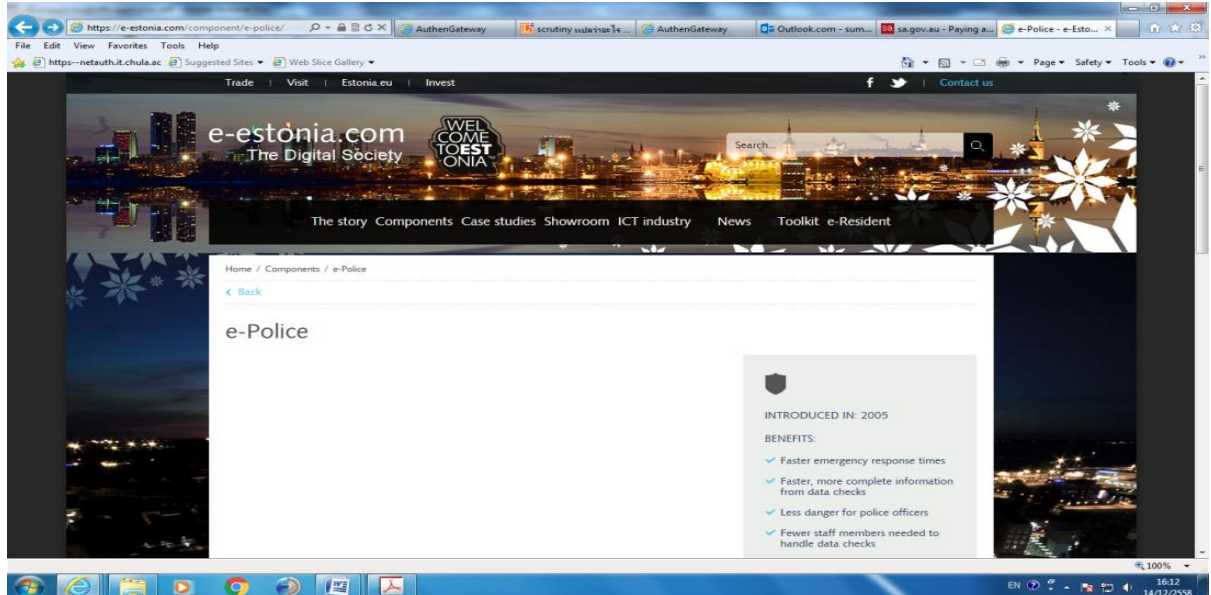 https://e-estonia.com/component/e-police/
AuthenGateway
scrutiny แปลว่าอะไร ...
AuthenGateway
Outlook.com - sum...
sa.gov.au - Paying a...
e-Police - e-Esto...
File Edit View Favorites Tools Help
https--netauth.it.chula.ac
Suggested Sites
Web Slice Gallery
Page Safety Tools
Trade | Visit | Estonia.eu | Invest
Contact us
e-estonia.com
The Digital Society
WEL
COME
TOEST
ONIA
Search...
The story Components Case studies Showroom ICT industry News Toolkit e-Resident
Home / Components / e-Police
Back
e-Police
INTRODUCED IN: 2005
BENEFITS:
Faster emergency response times
Faster, more complete information
from data checks
Less danger for police officers
Fewer staff members needed to
handle data checks
100%
EN
16:12
14/12/2558